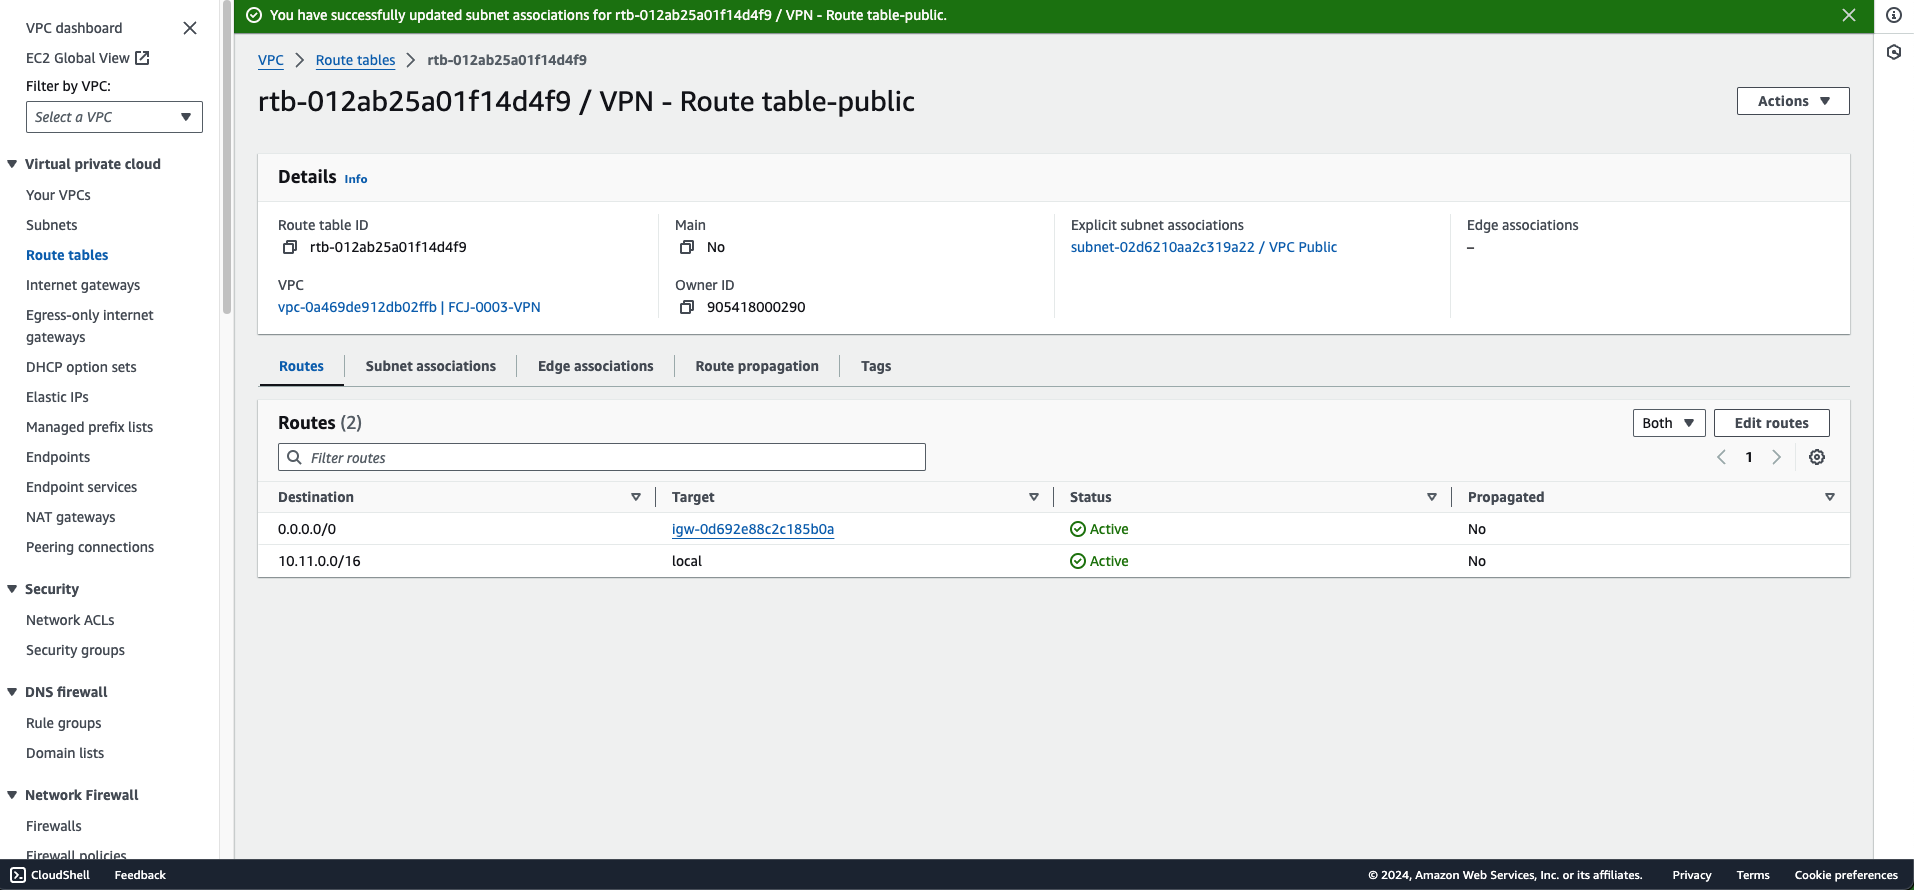 You have successfully updated subnet associations for rtb-012ab25a01f14d4f9 / VPN - Route table-public.
VPC dashboard
EC2 Global View
Filter by VPC:
Select a VPC
Virtual private cloud
Your VPCs
Subnets
Route tables
Internet gateways
Egress-only internet
gateways
DHCP option sets
Elastic IPs
Managed prefix lists
Endpoints
Endpoint services
NAT gateways
Peering connections
Security
Network ACLs
Security groups
DNS firewall
Rule groups
Domain lists
Network Firewall
Firewalls
Firewall policies
VPC > Route tables > rtb-012ab25a01f14d4f9
rtb-012ab25a01f14d4f9 / VPN - Route table-public
Actions
Details Info
Route table ID
rtb-012ab25a01f14d4f9
Main
No
Explicit subnet associations
subnet-02d6210aa2c319a22 / VPC Public
Edge associations
–
VPC
vpc-0a469de912db02ffb | FCJ-0003-VPN
Owner ID
905418000290
Routes Subnet associations Edge associations Route propagation Tags
Routes (2)
Both Edit routes
Filter routes
1
Destination Target Status Propagated
0.0.0.0/0 igw-0d692e88c2c185b0a Active No
10.11.0.0/16 local Active No
CloudShell Feedback © 2024, Amazon Web Services, Inc. or its affiliates. Privacy Terms Cookie preferences